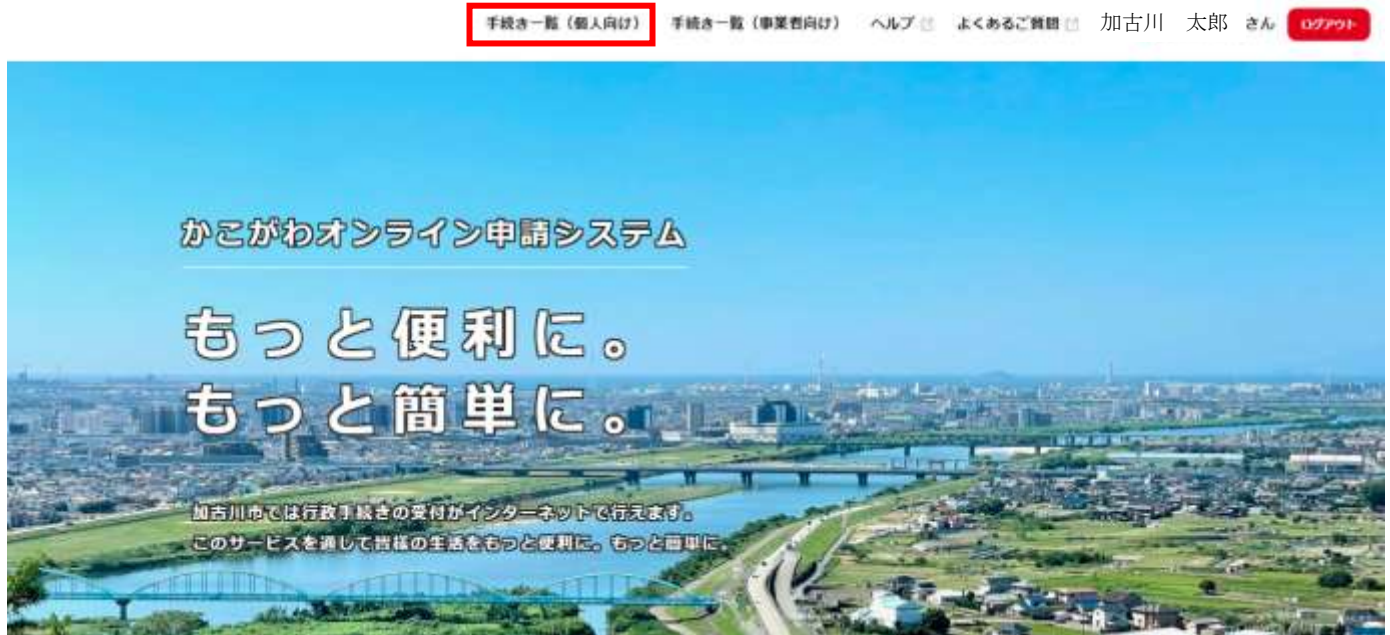 手続き一覧（個人向け） 手続き一覧（事業者向け） ヘルプ よくあるご質問 加古川 太郎 さん ログアウト
かこがわオンライン申請システム
もっと便利に。
もっと簡単に。
加古川市では行政手続きの受付がインターネットで行えます。
このサービスを通して皆様の生活をもっと便利に。もっと簡単に。